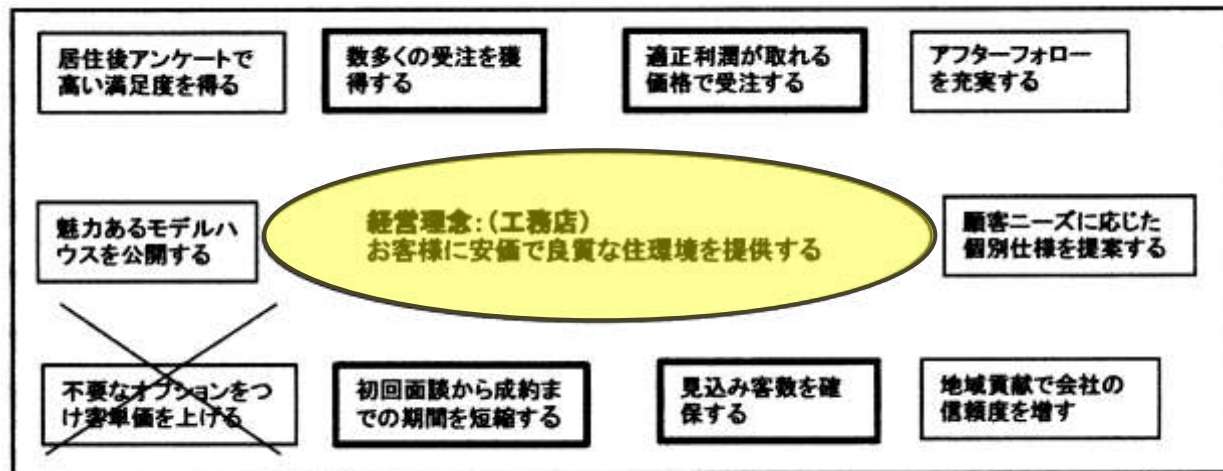 居住後アンケートで
高い満足度を得る
数多くの受注を獲
得する
適正利潤が取れる
価格で受注する
アフターフォロー
を充実する
魅力あるモデルハ
ウスを公開する
経営理念:(工務店)
お客様に安価で良質な住環境を提供する
顧客ニーズに応じた
個別仕様を提案する
不要なオプションをつ
け客単価を上げる
初回面談から成約ま
での期間を短縮する
見込み客数を確
保する
地域貢献で会社の
信頼度を増す